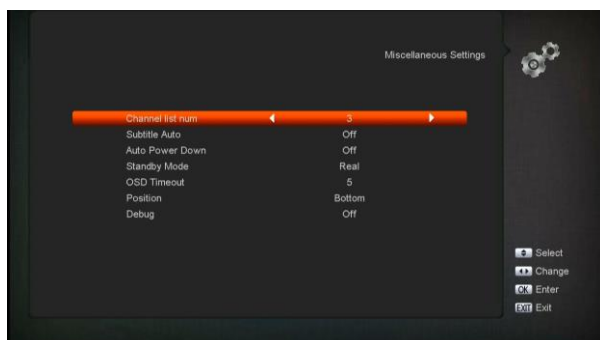 Miscellaneous Settings
Channel list num 3
Subtitle Auto Off
Auto Power Down Off
Standby Mode Real
OSD Timeout 5
Position Bottom
Debug Off
Select
Change
OK Enter
EXIT Exit